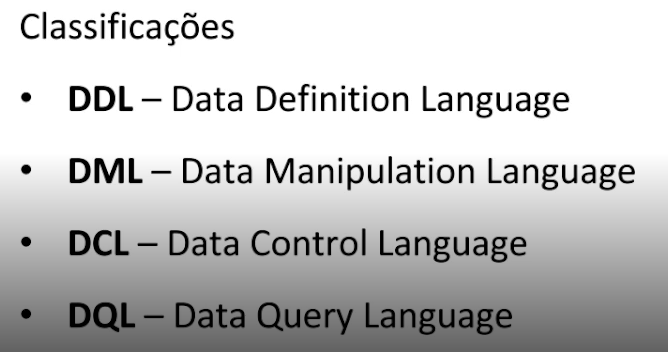 Classificações
• DDL – Data Definition Language
• DML – Data Manipulation Language
• DCL – Data Control Language
• DQL – Data Query Language